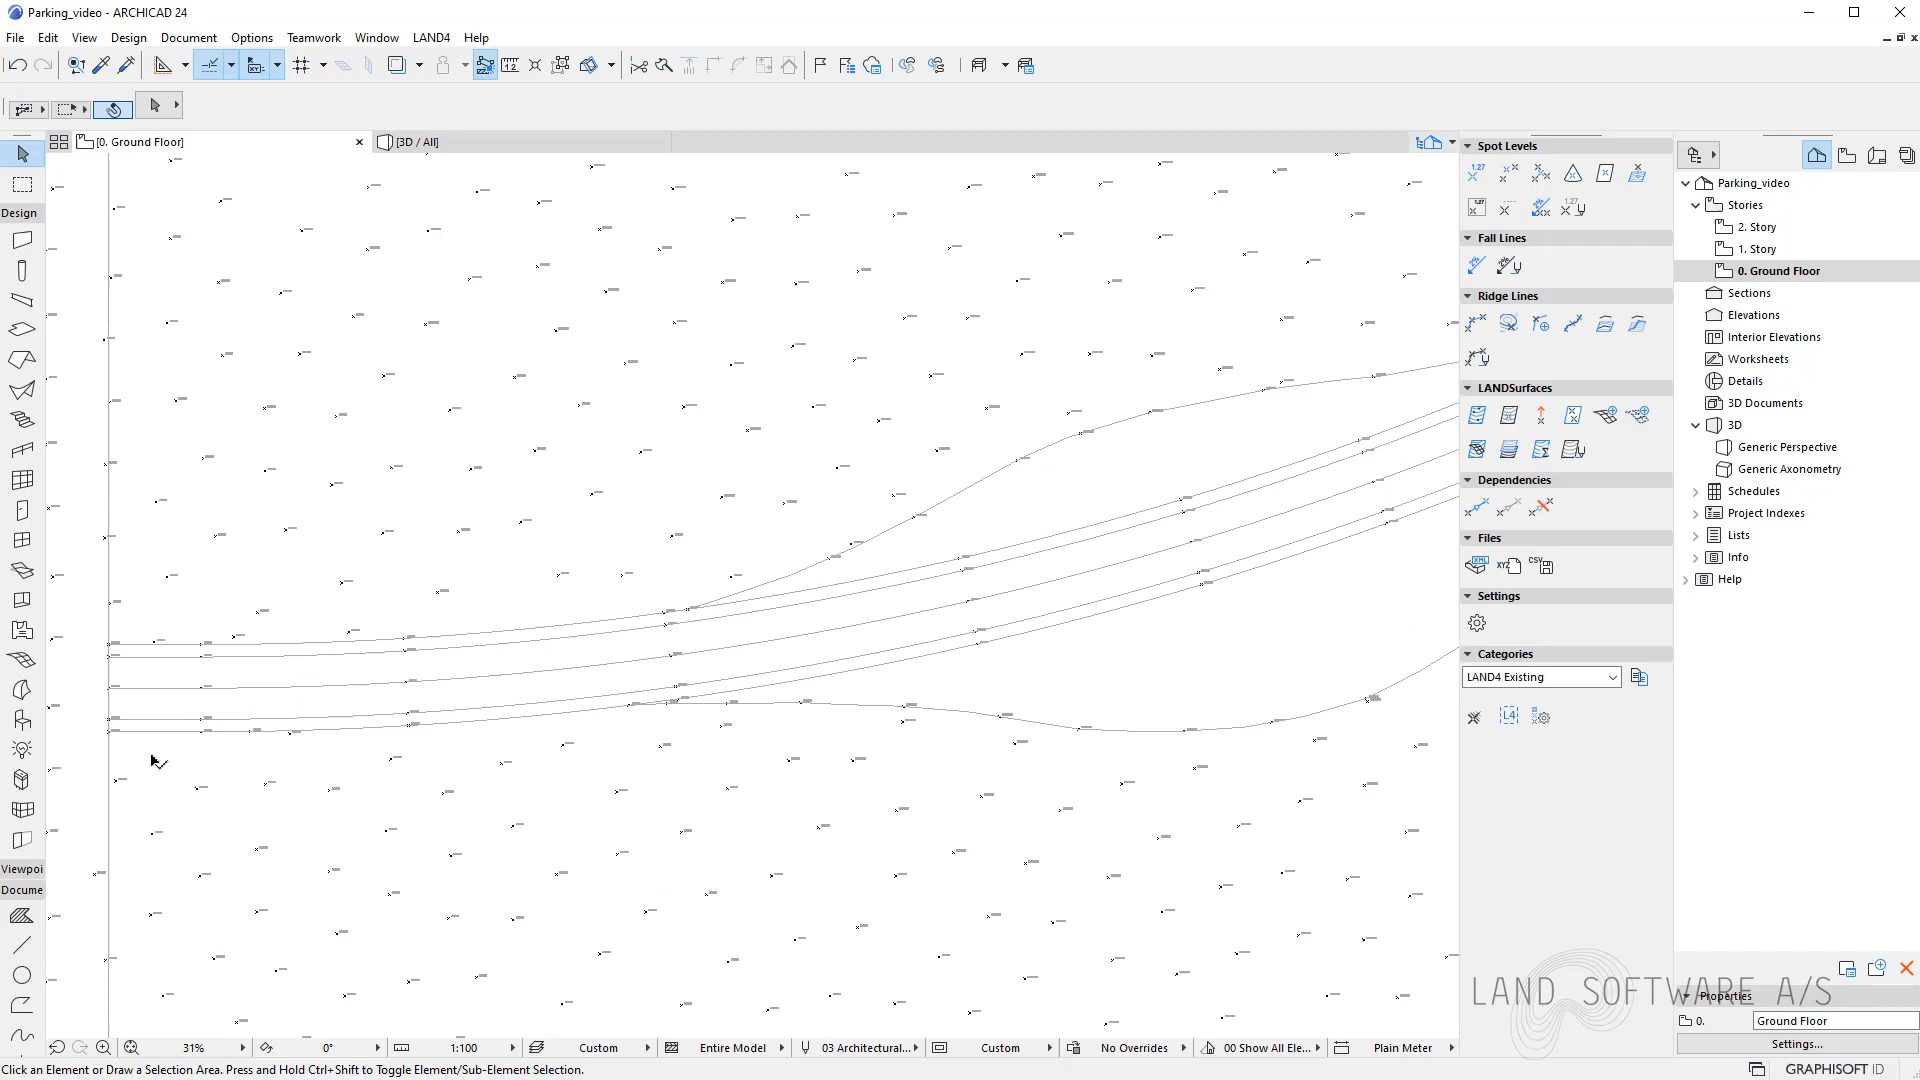 Parking_video - ARCHICAD 24
File Edit View Design Document Options Teamwork Window LAND4 Help
[0. Ground Floor]
[3D / All]
Design
Viewpoi
Docume
Spot Levels
Fall Lines
Ridge Lines
LANDSurfaces
Dependencies
Files
Settings
Categories
LAND4 Existing
Parking_video
Stories
2. Story
1. Story
0. Ground Floor
Sections
Elevations
Interior Elevations
Worksheets
Details
3D Documents
3D
Generic Perspective
Generic Axonometry
Schedules
Project Indexes
Lists
Info
Help
LAND SOFTWARE A/S
Properties
0. Ground Floor
Settings...
31% 0° 1:100 Custom Entire Model 03 Architectural... Custom No Overrides 00 Show All Ele... Plain Meter
Click an Element or Draw a Selection Area. Press and Hold Ctrl+Shift to Toggle Element/Sub-Element Selection.
GRAPHISOFT ID